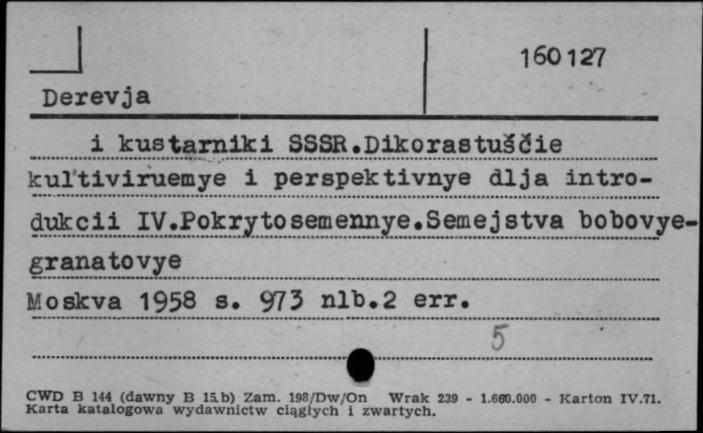 160127
Derevja
i kustarniki SSSR.Dikorastuščie
kul'tiviruemye i perspektivnye dlja intro-
dukcii IV.Pokrytosemennye.Semejstva bobovye-
granatovye
Moskva 1958 s. 973 nlb.2 err.
5
CWD B 144 (dawny B 15.b) Zam. 198/Dw/On Wrak 239 - 1.660.000 - Karton IV.71.
Karta katalogowa wydawnictw ciągłych i zwartych.